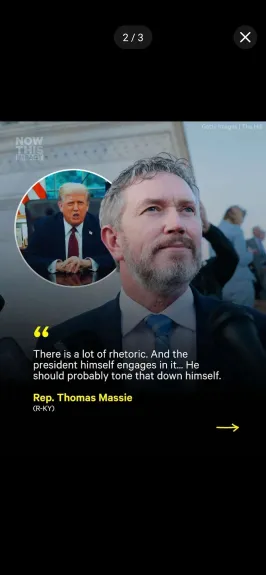 2 / 3
Getty Images | The Hill
NOW
THIS
“
There is a lot of rhetoric. And the
president himself engages in it... He
should probably tone that down himself.
Rep. Thomas Massie
(R-KY)